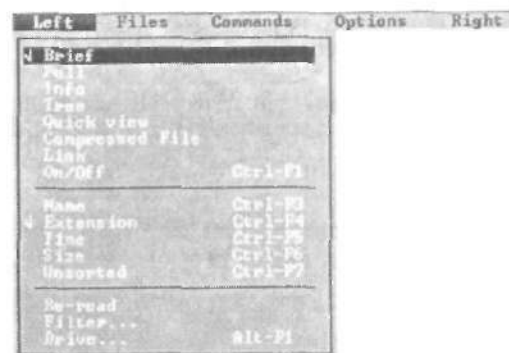 Left Files Commands Options Right
√ Brief
Full
Info
Tree
Quick view
Compressed File
Link
On/Off Ctrl-F1
Name Ctrl-F3
√ Extension Ctrl-F4
Time Ctrl-F5
Size Ctrl-F6
Unsorted Ctrl-F7
Re-read
Filter...
Drive... Alt-F1